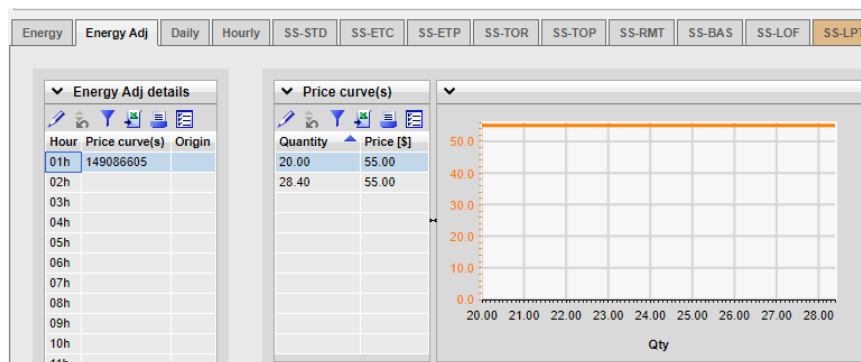 Energy Energy Adj Daily Hourly SS-STD SS-ETC SS-ETP SS-TOR SS-TOP SS-RMT SS-BAS SS-LOF SS-LPT
Energy Adj details
Hour Price curve(s) Origin
01h 149086605
02h
03h
04h
05h
06h
07h
08h
09h
10h
Price curve(s)
Quantity Price [$]
20.00 55.00
28.40 55.00
50.0
40.0
30.0
20.0
10.0
0.0
20.00 21.00 22.00 23.00 24.00 25.00 26.00 27.00 28.00
Qty